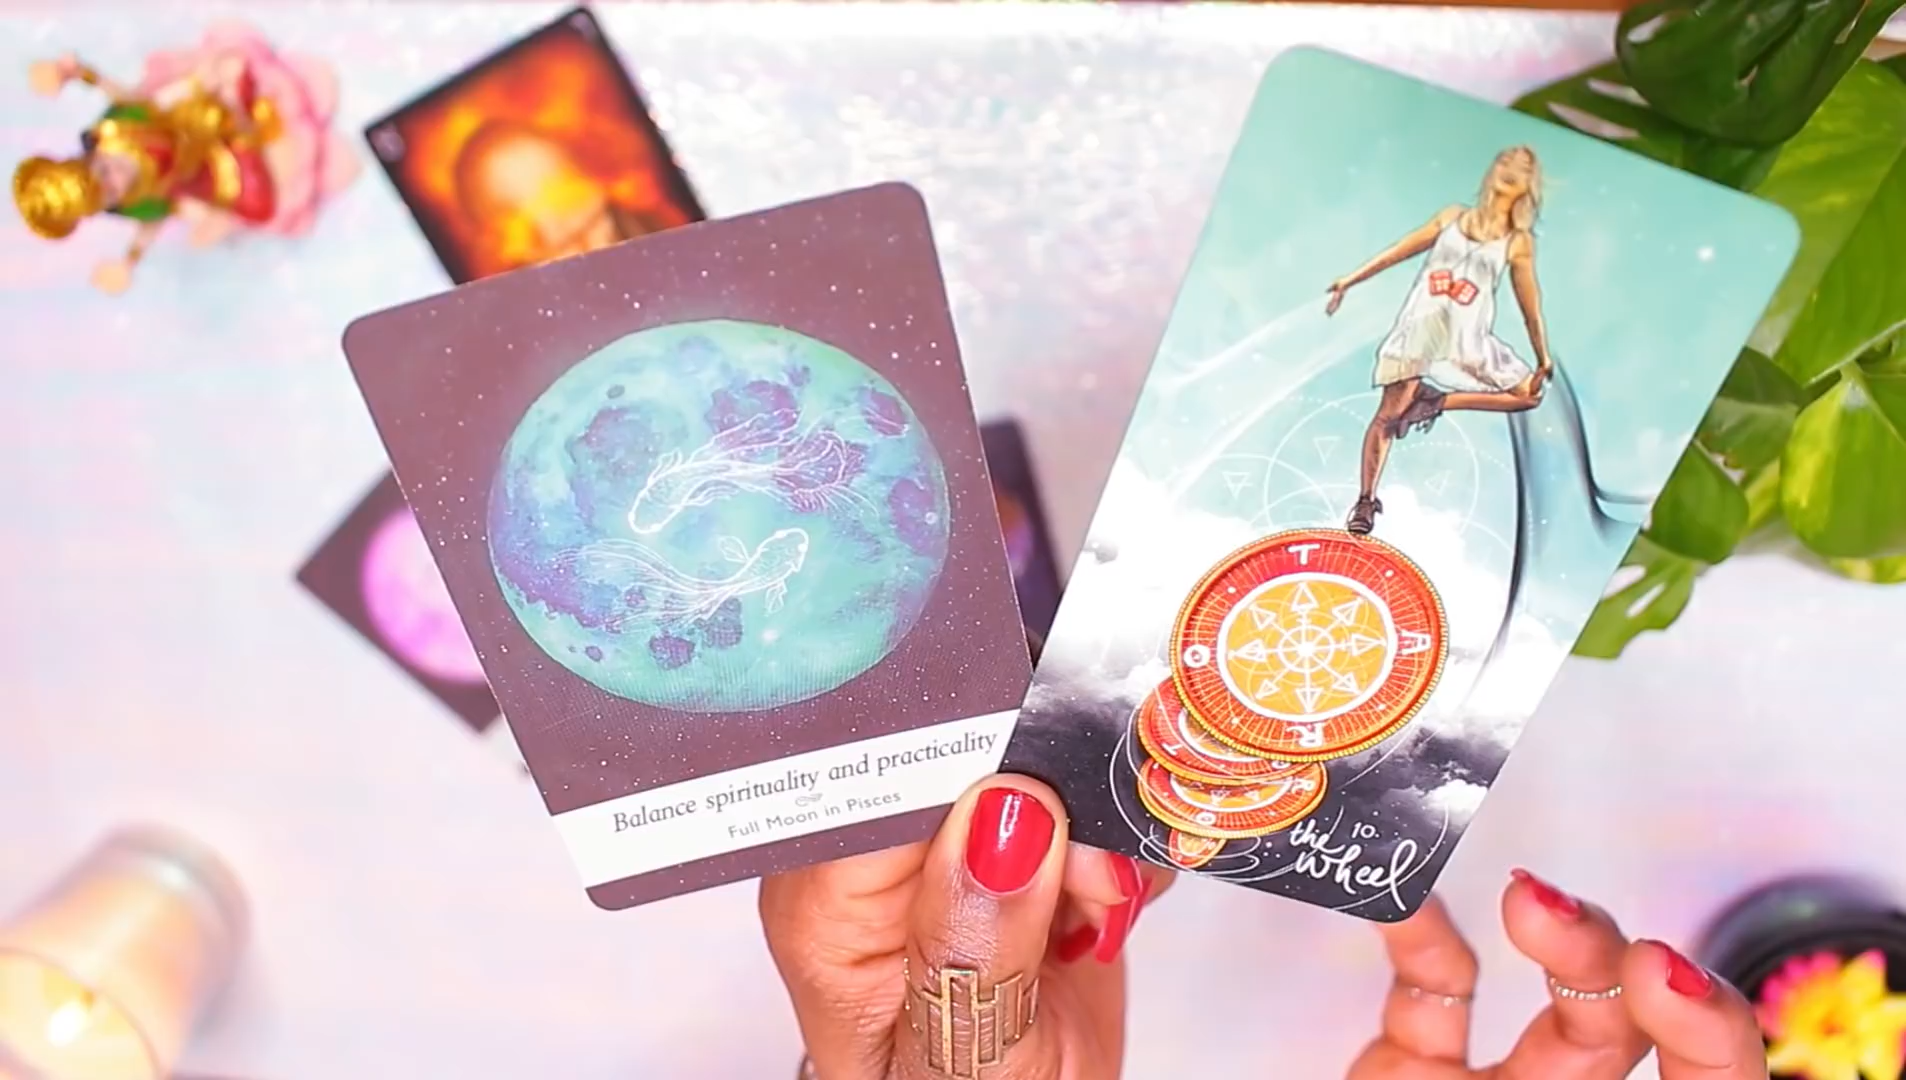 Balance spirituality and practicality
Full Moon in Pisces
T
A
R
O
T
R
O
10.
the
wheel